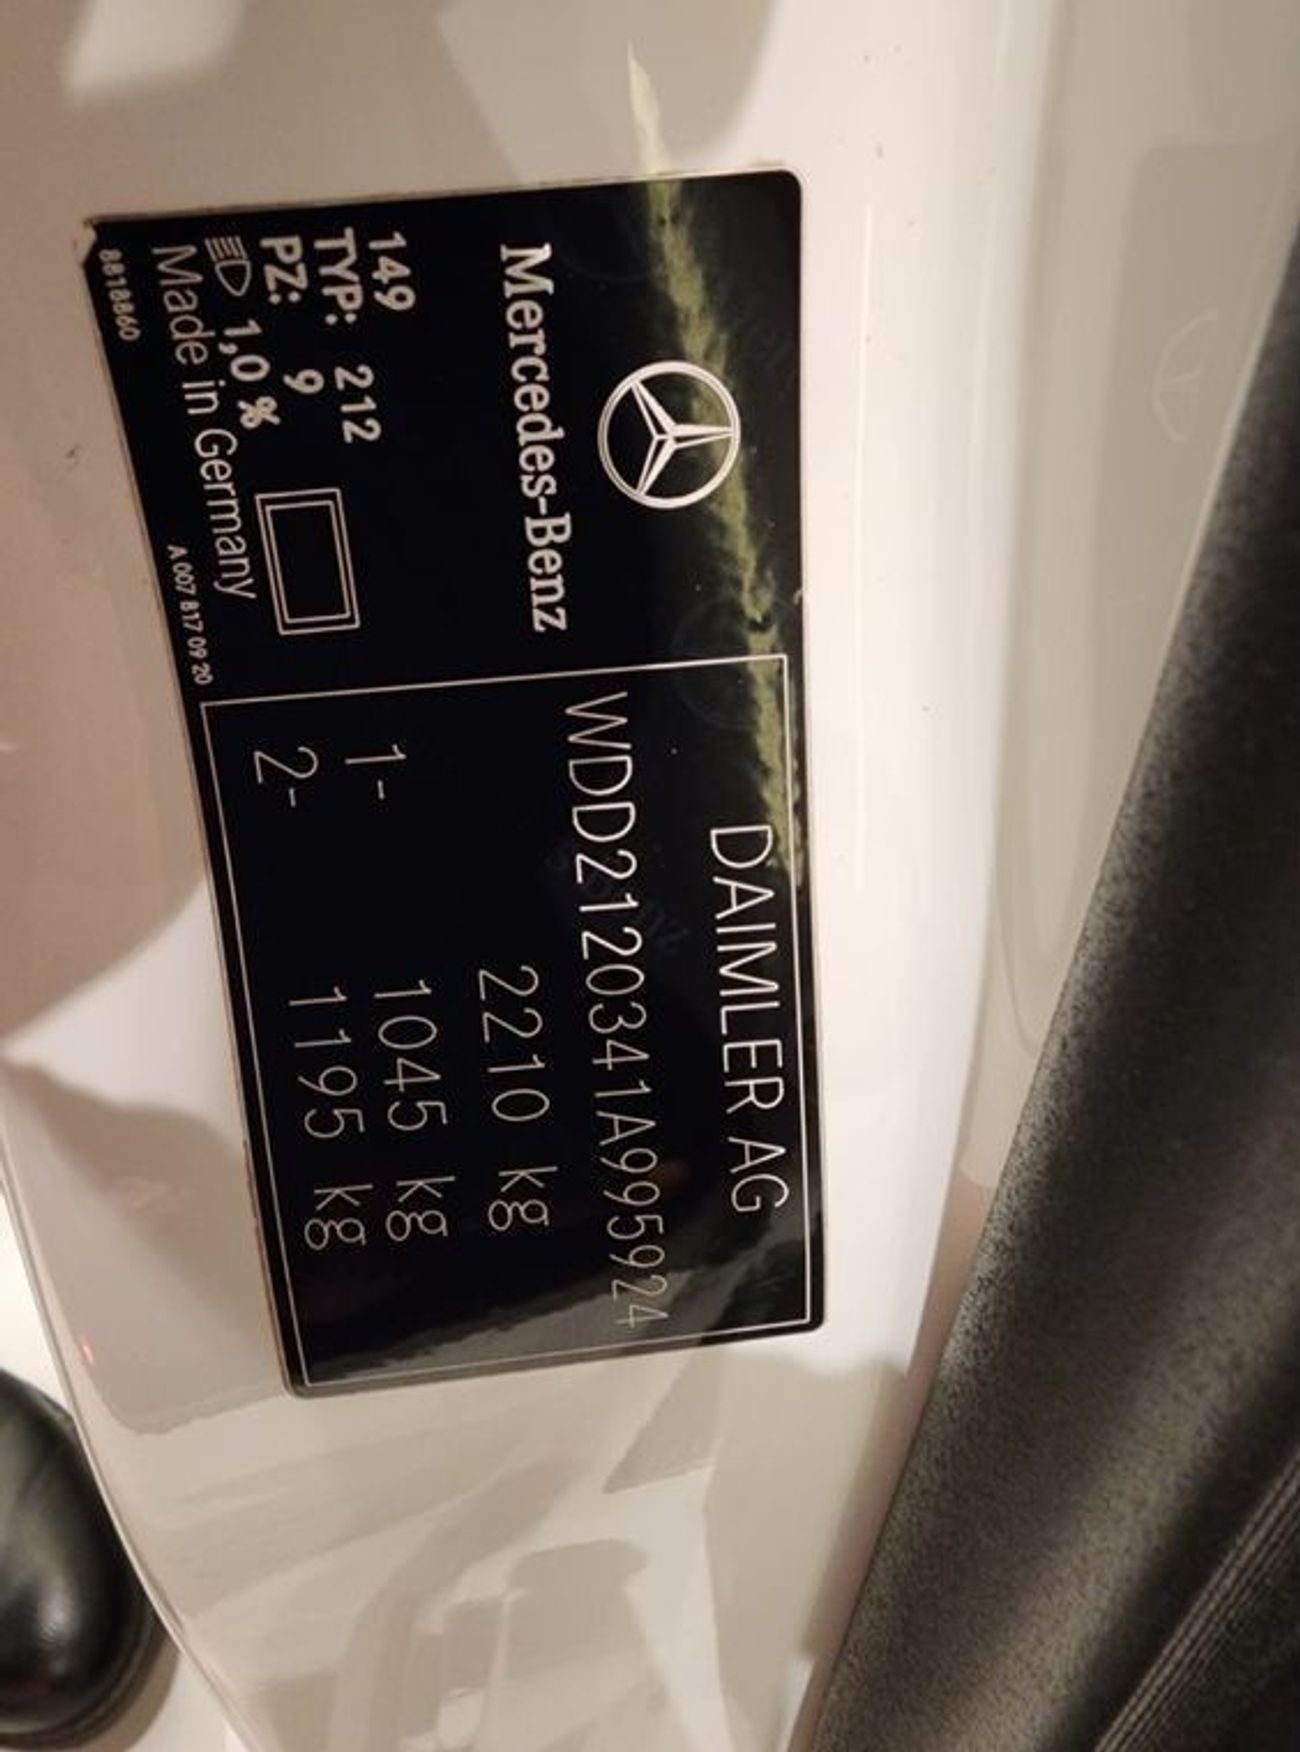 Mercedes-Benz
149
TYP: 212
PZ: 9
1,0 %
Made in Germany
8818860
A 007 817 09 20
DAIMLER AG
WDD2120341A995924
2210 kg
1- 1045 kg
2- 1195 kg